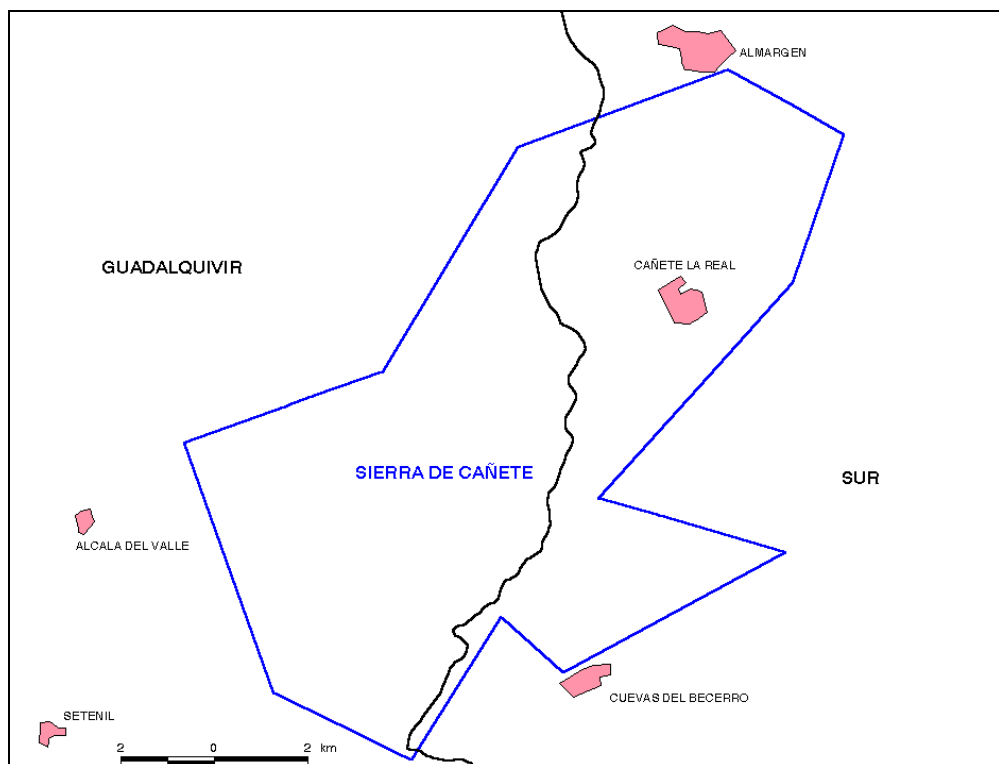 ALMARGEN
CAÑETE LA REAL
GUADALQUIVIR
SIERRA DE CAÑETE
SUR
ALCALA DEL VALLE
CUEVAS DEL BECERRO
SETENIL
2 0 2 km